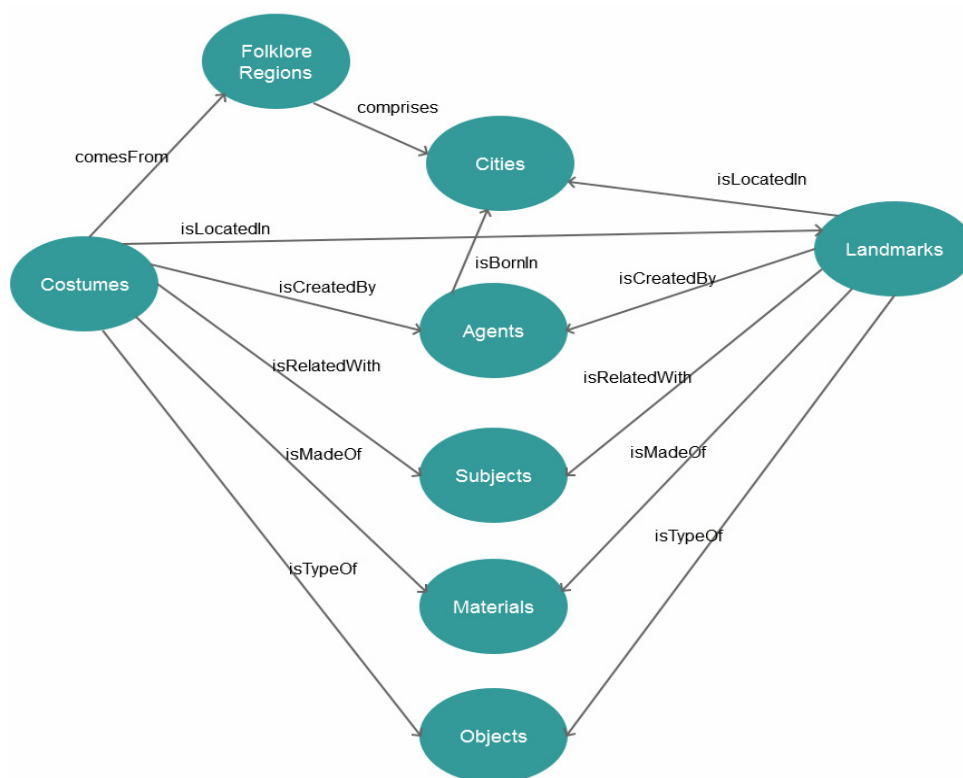 Folklore
Regions
comprises
comesFrom
Cities
isLocatedIn
isLocatedIn
Landmarks
isBornIn
Costumes
isCreatedBy
isCreatedBy
Agents
isRelatedWith
isRelatedWith
isMadeOf
isMadeOf
Subjects
isTypeOf
isTypeOf
Materials
Objects